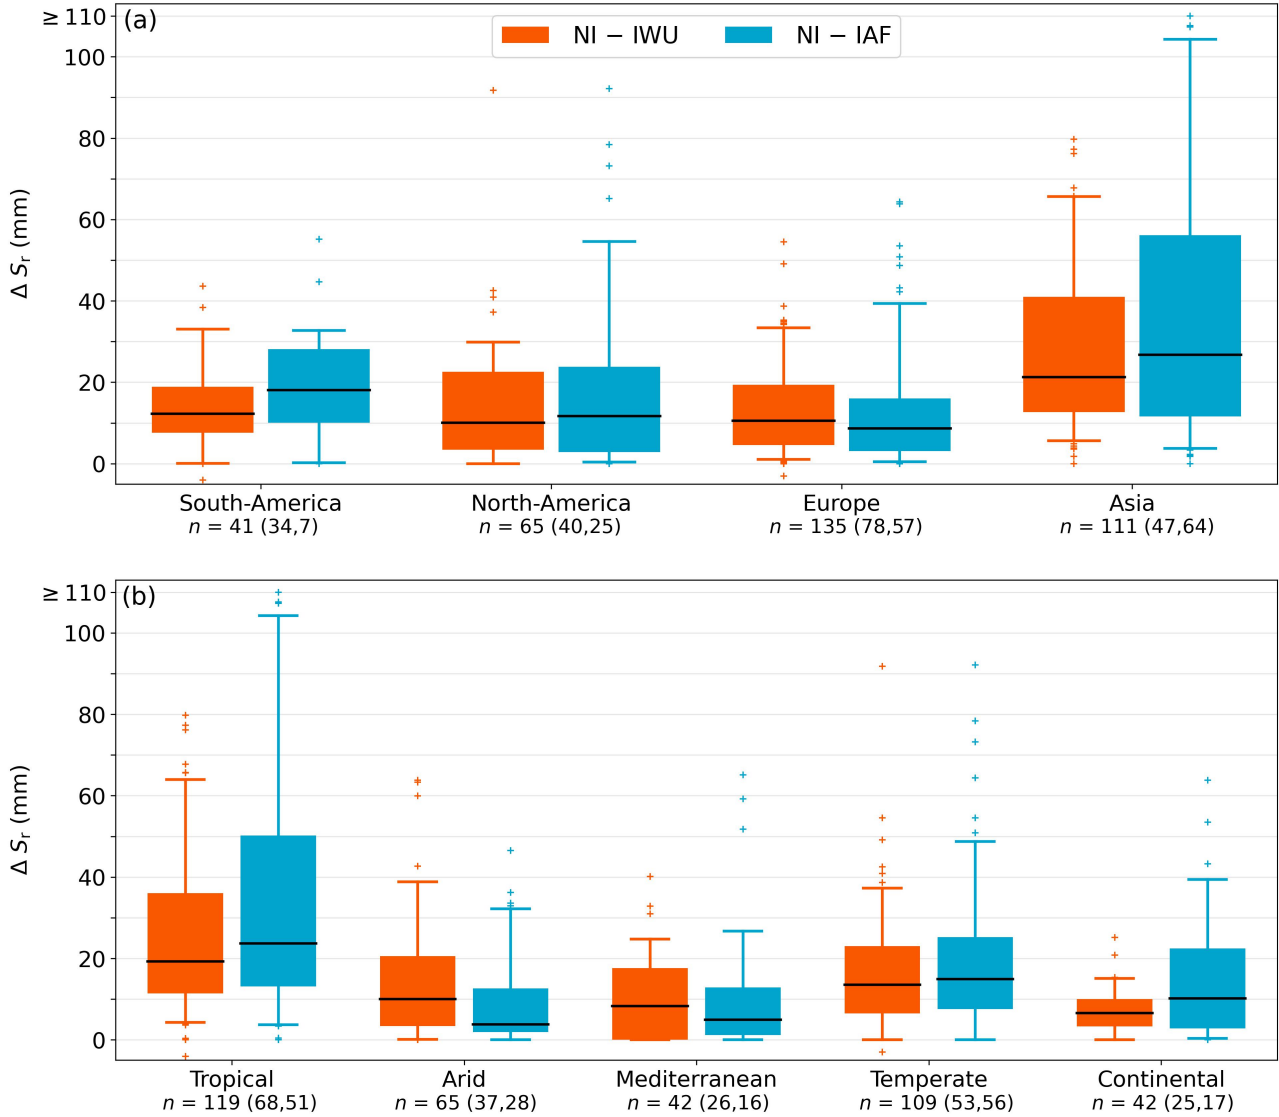 (a)
NI − IWU
NI − IAF
≥ 110
100
80
60
40
20
0
Δ Sr (mm)
South-America
n = 41 (34,7)
North-America
n = 65 (40,25)
Europe
n = 135 (78,57)
Asia
n = 111 (47,64)
(b)
≥ 110
100
80
60
40
20
0
Δ Sr (mm)
Tropical
n = 119 (68,51)
Arid
n = 65 (37,28)
Mediterranean
n = 42 (26,16)
Temperate
n = 109 (53,56)
Continental
n = 42 (25,17)